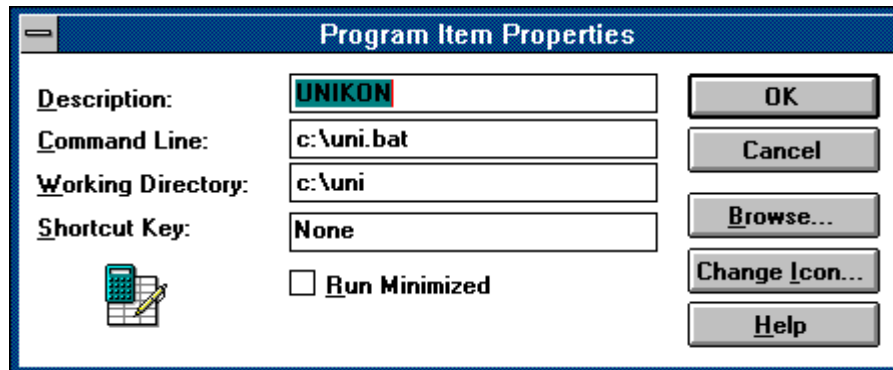 Program Item Properties
Description: UNIKON
Command Line: c:\uni.bat
Working Directory: c:\uni
Shortcut Key: None
Run Minimized
OK
Cancel
Browse...
Change Icon...
Help